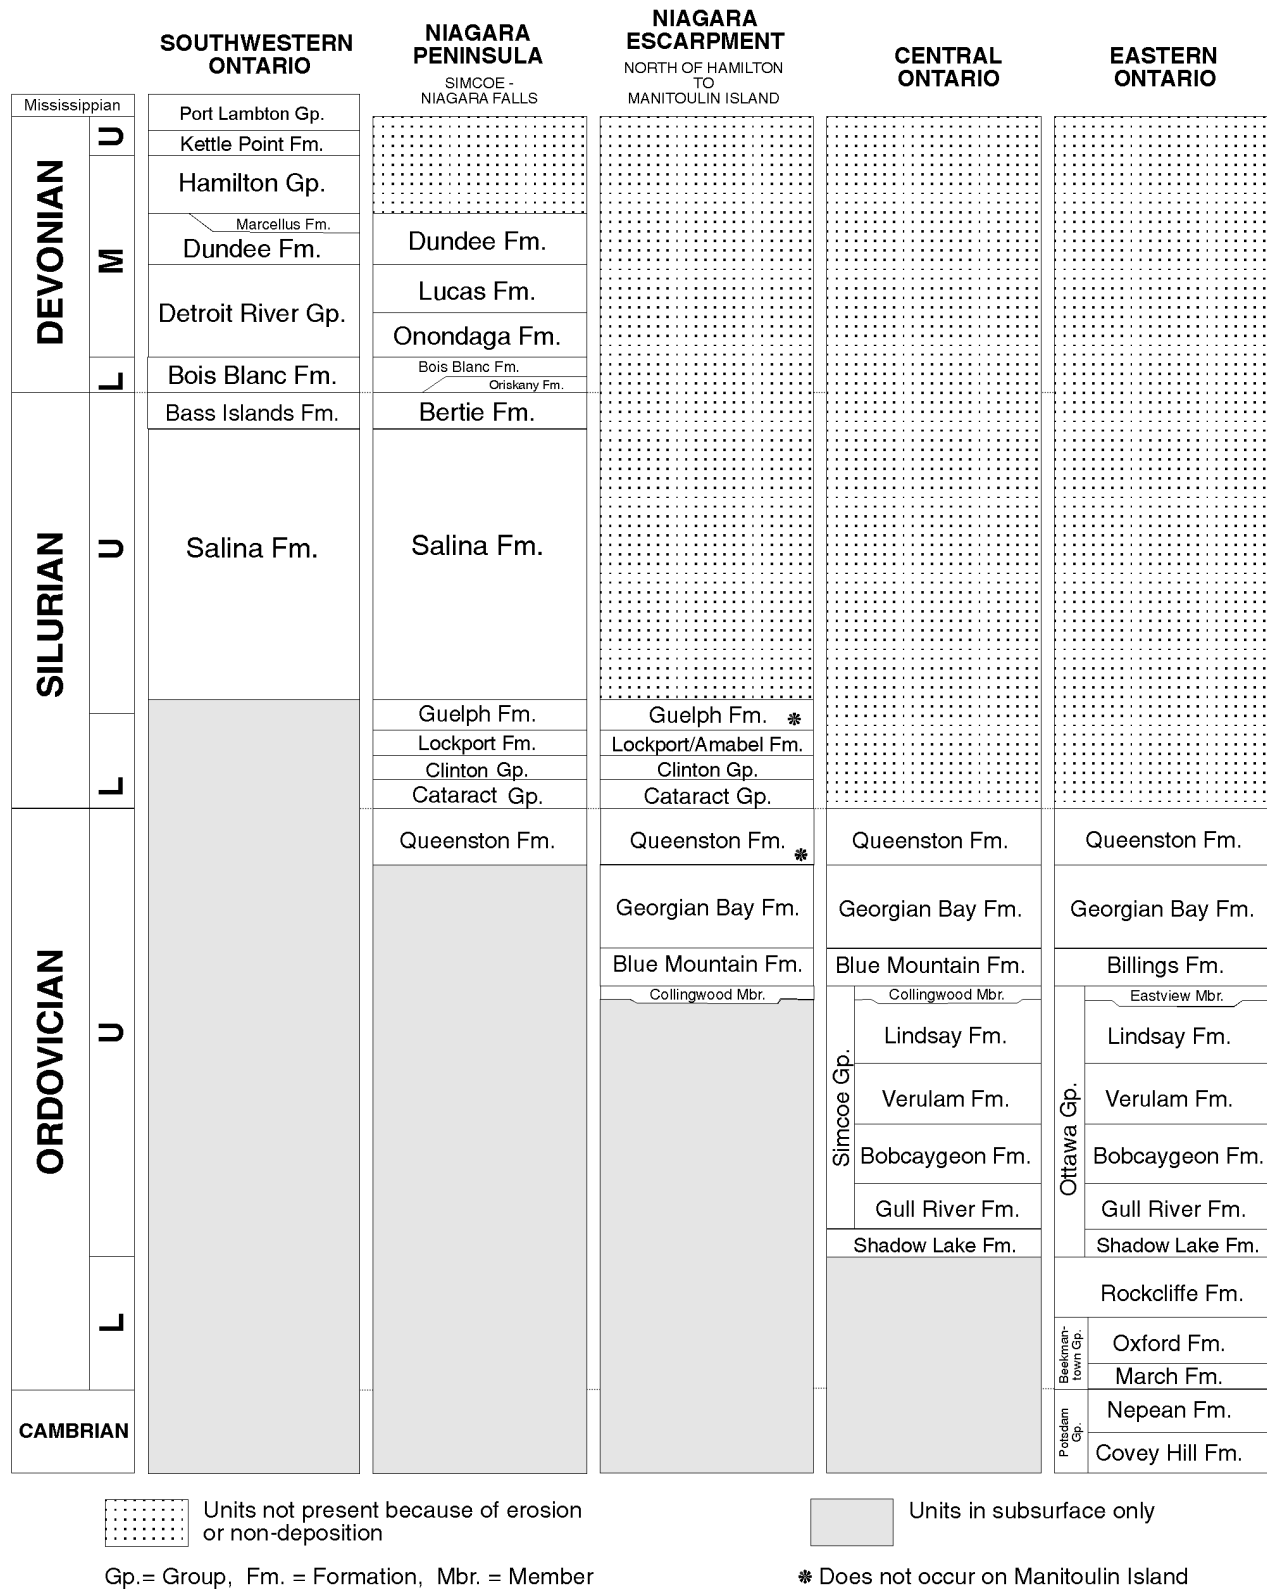 SOUTHWESTERN
ONTARIO
NIAGARA
PENINSULA
SIMCOE -
NIAGARA FALLS
NIAGARA
ESCARPMENT
NORTH OF HAMILTON
TO
MANITOULIN ISLAND
CENTRAL
ONTARIO
EASTERN
ONTARIO
Mississippian
DEVONIAN
U
M
L
SILURIAN
U
L
ORDOVICIAN
U
L
CAMBRIAN
Port Lambton Gp.
Kettle Point Fm.
Hamilton Gp.
Marcellus Fm.
Dundee Fm.
Detroit River Gp.
Bois Blanc Fm.
Bass Islands Fm.
Salina Fm.
Dundee Fm.
Lucas Fm.
Onondaga Fm.
Bois Blanc Fm.
Oriskany Fm.
Bertie Fm.
Salina Fm.
Guelph Fm.
Lockport Fm.
Clinton Gp.
Cataract Gp.
Queenston Fm.
Guelph Fm. *
Lockport/Amabel Fm.
Clinton Gp.
Cataract Gp.
Queenston Fm. *
Georgian Bay Fm.
Blue Mountain Fm.
Collingwood Mbr.
Queenston Fm.
Georgian Bay Fm.
Blue Mountain Fm.
Simcoe Gp.
Collingwood Mbr.
Lindsay Fm.
Verulam Fm.
Bobcaygeon Fm.
Gull River Fm.
Shadow Lake Fm.
Queenston Fm.
Georgian Bay Fm.
Billings Fm.
Ottawa Gp.
Eastview Mbr.
Lindsay Fm.
Verulam Fm.
Bobcaygeon Fm.
Gull River Fm.
Shadow Lake Fm.
Rockcliffe Fm.
Beekman-
town Gp.
Oxford Fm.
March Fm.
Potsdam
Gp.
Nepean Fm.
Covey Hill Fm.
Units not present because of erosion
or non-deposition
Units in subsurface only
Gp.= Group, Fm. = Formation, Mbr. = Member
* Does not occur on Manitoulin Island